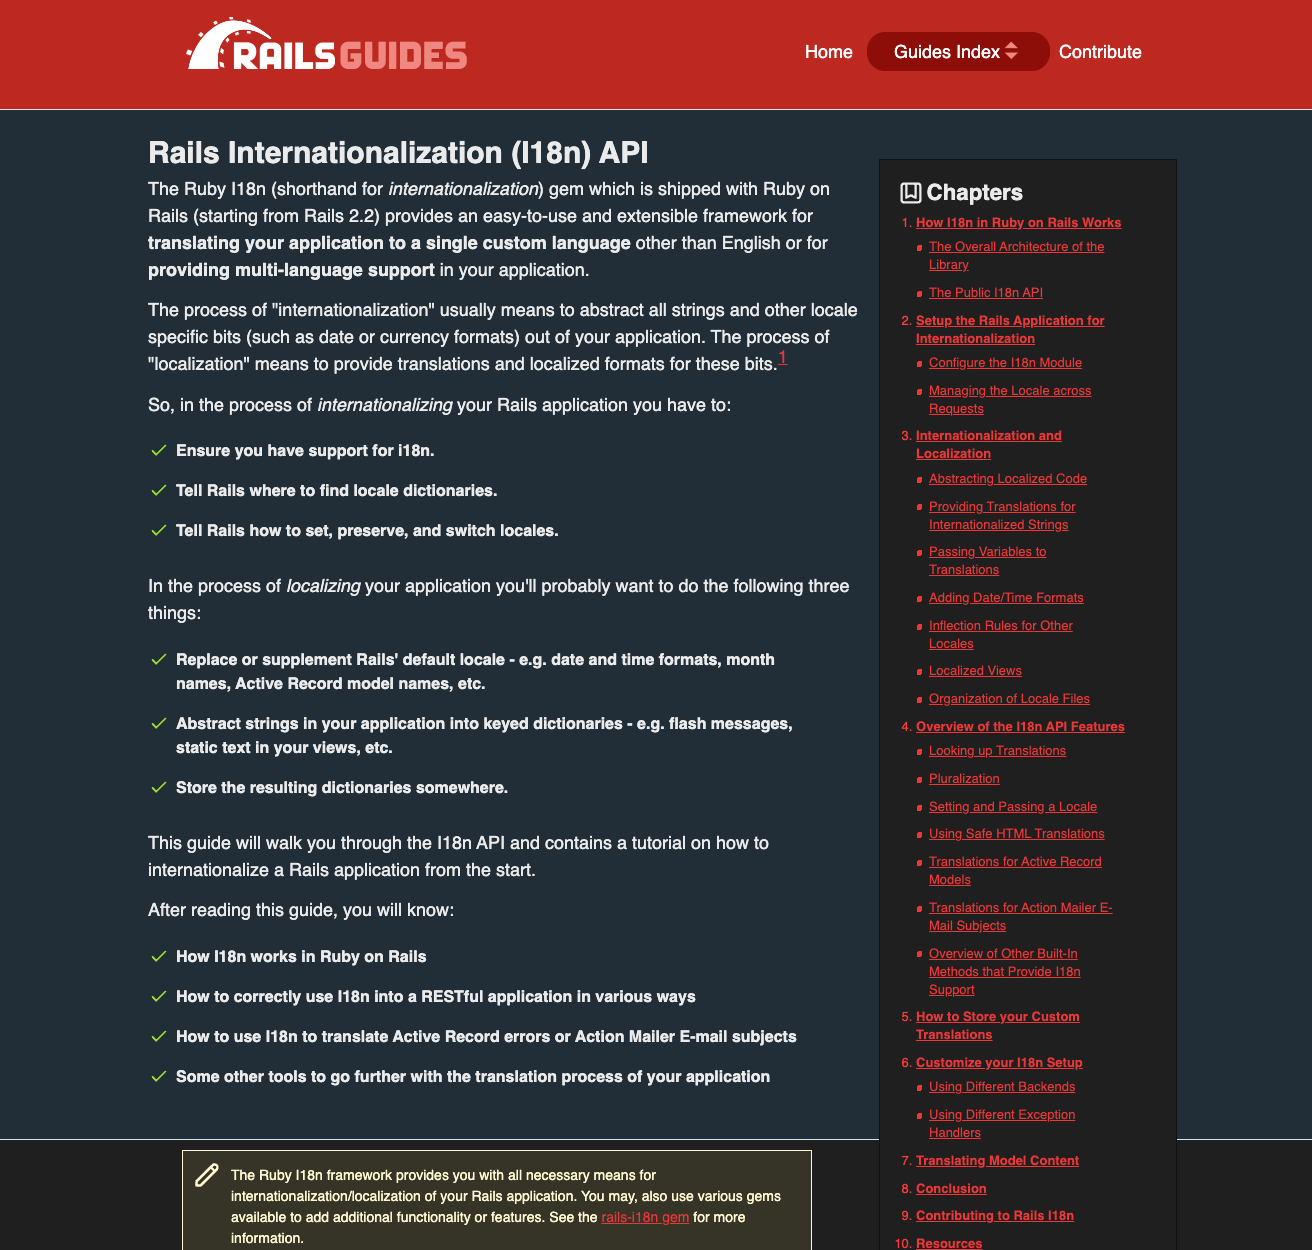 RAILS GUIDES
Home
Guides Index
Contribute
Rails Internationalization (I18n) API
The Ruby I18n (shorthand for internationalization) gem which is shipped with Ruby on
Rails (starting from Rails 2.2) provides an easy-to-use and extensible framework for
translating your application to a single custom language other than English or for
providing multi-language support in your application.
The process of "internationalization" usually means to abstract all strings and other locale
specific bits (such as date or currency formats) out of your application. The process of
"localization" means to provide translations and localized formats for these bits.1
So, in the process of internationalizing your Rails application you have to:
Ensure you have support for i18n.
Tell Rails where to find locale dictionaries.
Tell Rails how to set, preserve, and switch locales.
In the process of localizing your application you'll probably want to do the following three
things:
Replace or supplement Rails' default locale - e.g. date and time formats, month
names, Active Record model names, etc.
Abstract strings in your application into keyed dictionaries - e.g. flash messages,
static text in your views, etc.
Store the resulting dictionaries somewhere.
This guide will walk you through the I18n API and contains a tutorial on how to
internationalize a Rails application from the start.
After reading this guide, you will know:
How I18n works in Ruby on Rails
How to correctly use I18n into a RESTful application in various ways
How to use I18n to translate Active Record errors or Action Mailer E-mail subjects
Some other tools to go further with the translation process of your application
The Ruby I18n framework provides you with all necessary means for
internationalization/localization of your Rails application. You may, also use various gems
available to add additional functionality or features. See the rails-i18n gem for more
information.
Chapters
1. How I18n in Ruby on Rails Works
The Overall Architecture of the
Library
The Public I18n API
2. Setup the Rails Application for
Internationalization
Configure the I18n Module
Managing the Locale across
Requests
3. Internationalization and
Localization
Abstracting Localized Code
Providing Translations for
Internationalized Strings
Passing Variables to
Translations
Adding Date/Time Formats
Inflection Rules for Other
Locales
Localized Views
Organization of Locale Files
4. Overview of the I18n API Features
Looking up Translations
Pluralization
Setting and Passing a Locale
Using Safe HTML Translations
Translations for Active Record
Models
Translations for Action Mailer E-
Mail Subjects
Overview of Other Built-In
Methods that Provide I18n
Support
5. How to Store your Custom
Translations
6. Customize your I18n Setup
Using Different Backends
Using Different Exception
Handlers
7. Translating Model Content
8. Conclusion
9. Contributing to Rails I18n
10. Resources